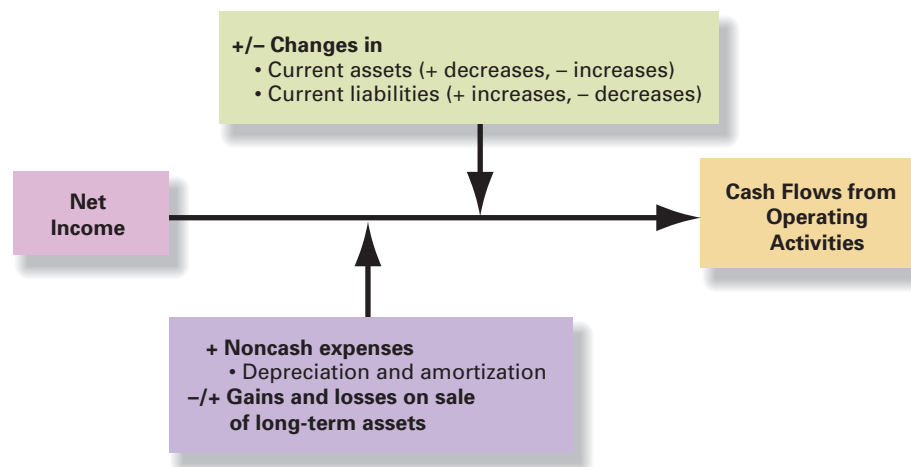 +/– Changes in
• Current assets (+ decreases, – increases)
• Current liabilities (+ increases, – decreases)
Net
Income
Cash Flows from
Operating
Activities
+ Noncash expenses
• Depreciation and amortization
–/+ Gains and losses on sale
of long-term assets